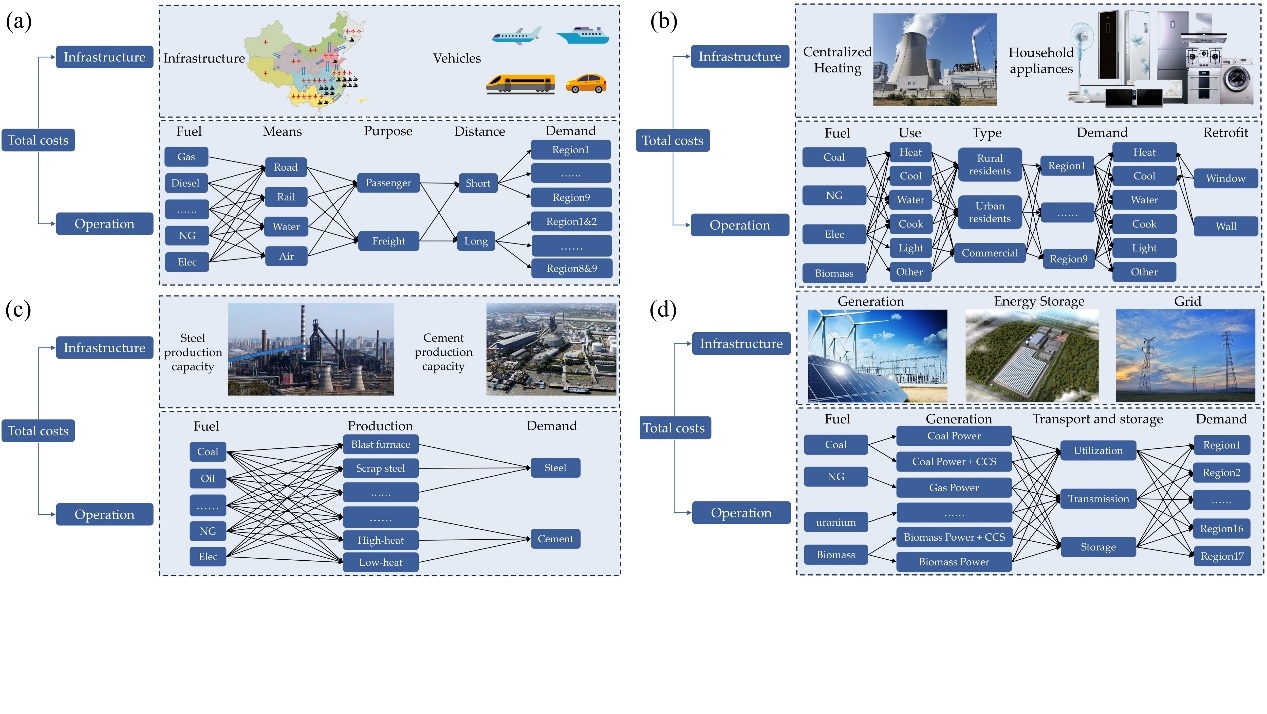 (a)
Infrastructure
Total costs
Operation
Infrastructure
Vehicles
Fuel
Means
Purpose
Distance
Demand
Gas
Diesel
......
NG
Elec
Road
Rail
Water
Air
Passenger
Freight
Short
Long
Region1
......
Region9
Region1&2
......
Region8&9
(b)
Infrastructure
Total costs
Operation
Centralized
Heating
Household
appliances
Fuel
Use
Type
Demand
Retrofit
Coal
NG
Elec
Biomass
Heat
Cool
Water
Cook
Light
Other
Rural
residents
Urban
residents
Commercial
Region1
......
Region9
Heat
Cool
Water
Cook
Light
Other
Window
Wall
(c)
Infrastructure
Total costs
Operation
Steel
production
capacity
Cement
production
capacity
Fuel
Production
Demand
Coal
Oil
......
NG
Elec
Blast furnace
Scrap steel
......
......
High-heat
Low-heat
Steel
Cement
(d)
Infrastructure
Total costs
Operation
Generation
Energy Storage
Grid
Fuel
Generation
Transport and storage
Demand
Coal
NG
uranium
Biomass
Coal Power
Coal Power + CCS
Gas Power
......
Biomass Power + CCS
Biomass Power
Utilization
Transmission
Storage
Region1
Region2
......
Region16
Region17